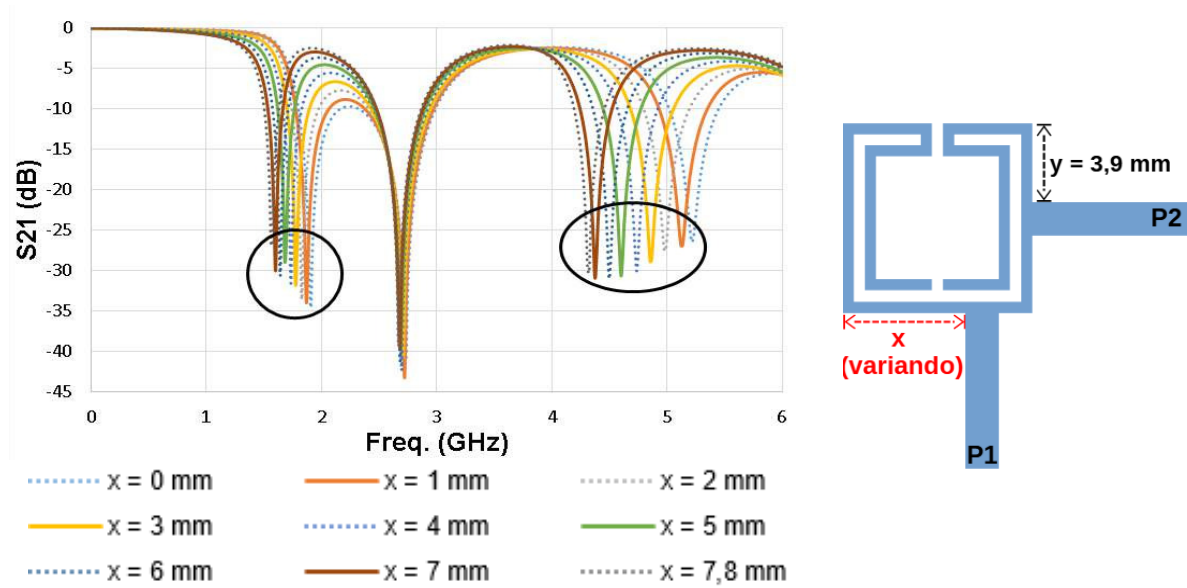 0
-5
-10
-15
-20
-25
-30
-35
-40
-45
S21 (dB)
0 1 2 3 4 5 6
Freq. (GHz)
x = 0 mm x = 1 mm x = 2 mm
x = 3 mm x = 4 mm x = 5 mm
x = 6 mm x = 7 mm x = 7,8 mm
y = 3,9 mm
P2
x
(variando)
P1